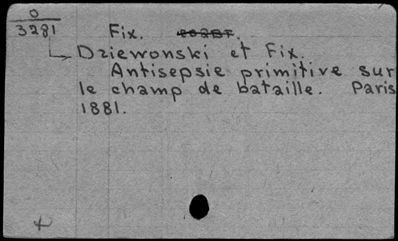 0
3281 Fix.
Dziewonski et Fix.
Antisepsie primitive sur
le champ de bataille. Paris
1881.